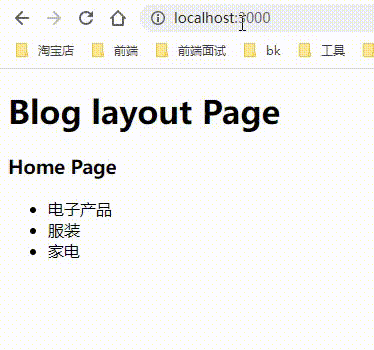 localhost:3000
淘宝店 前端 前端面试 bk 工具
Blog layout Page
Home Page
电子产品
服装
家电